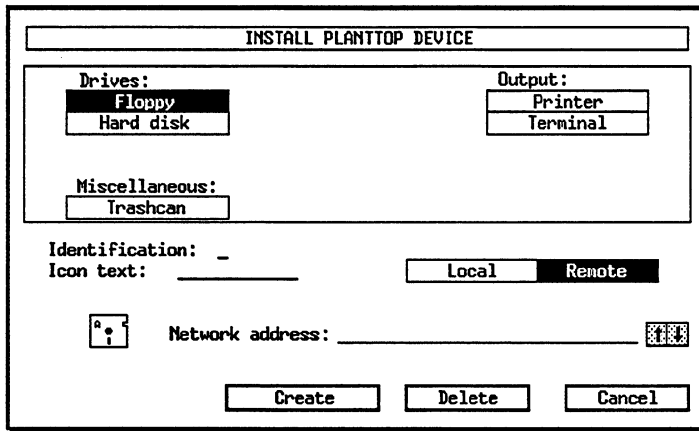 INSTALL PLANTTOP DEVICE
Drives:
Floppy
Hard disk
Output:
Printer
Terminal
Miscellaneous:
Trashcan
Identification: _
Icon text:
Local Remote
A
Network address:
Create Delete Cancel